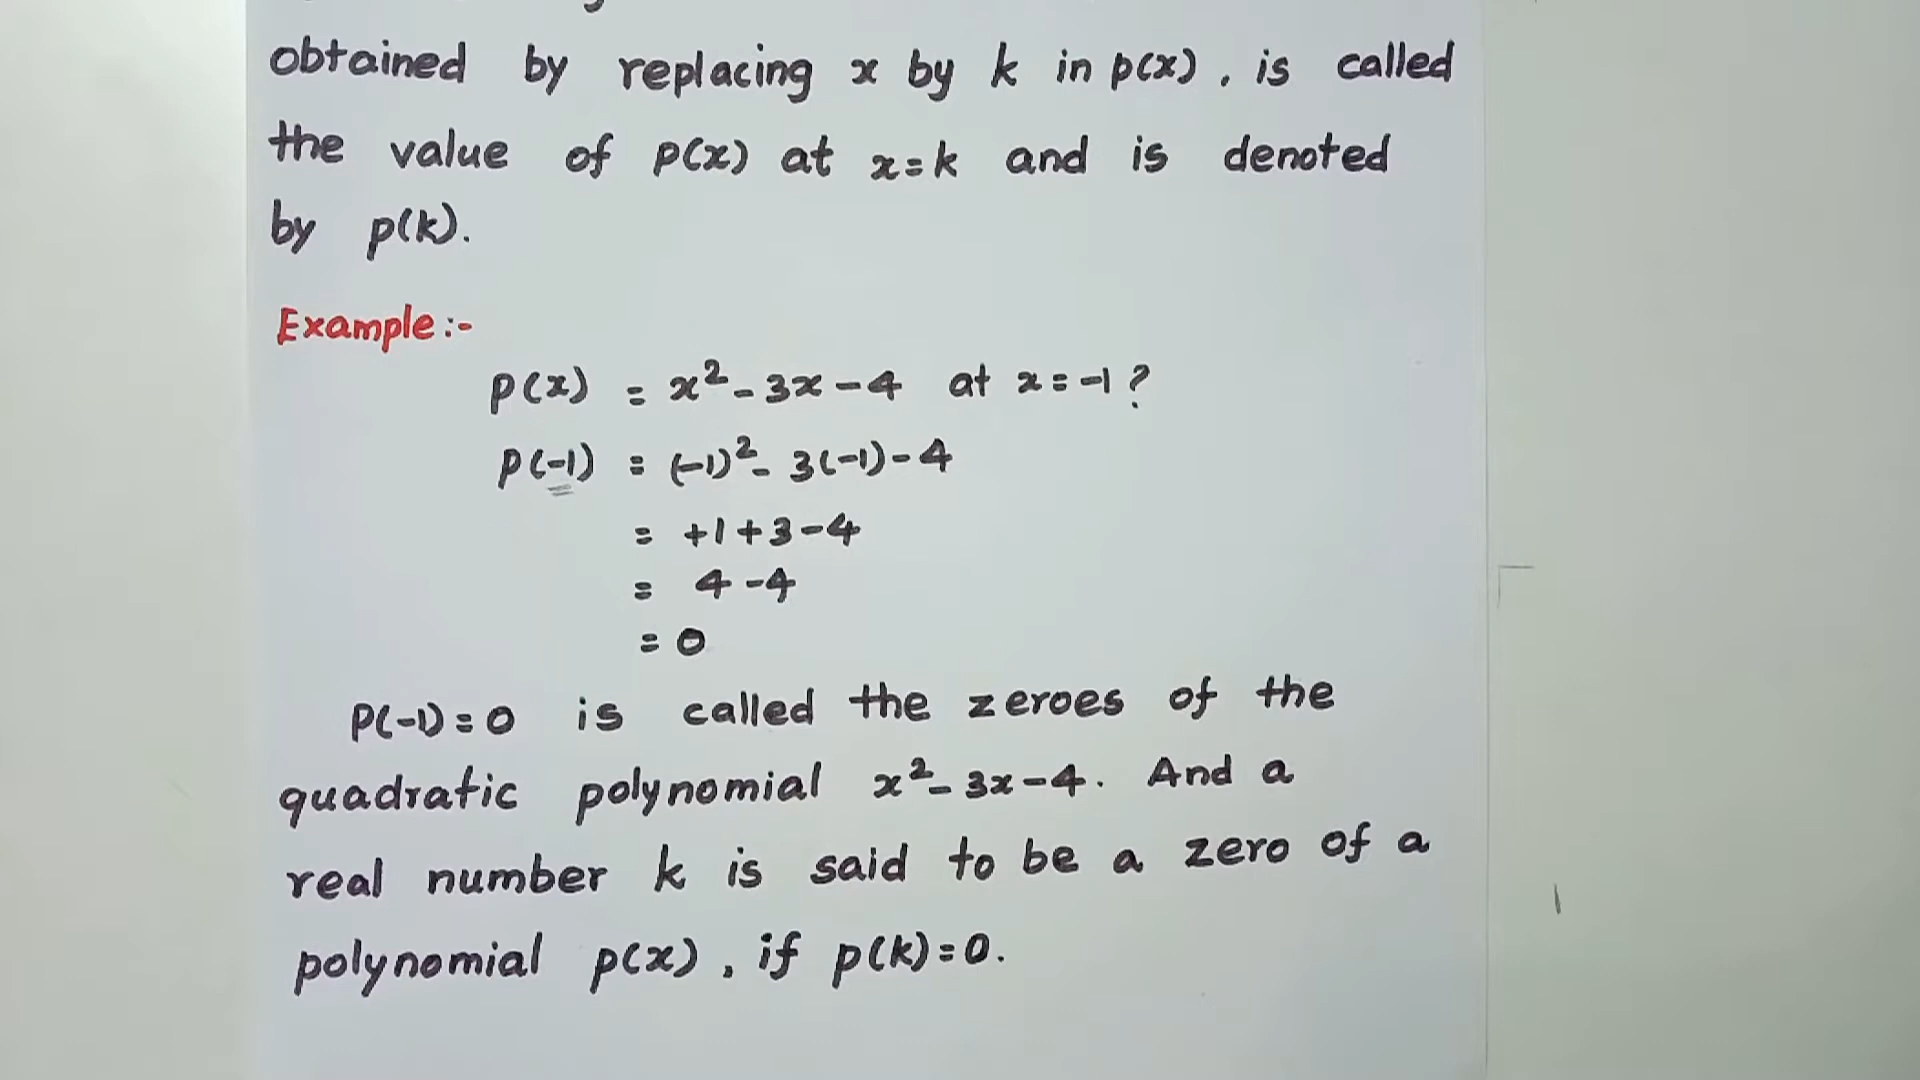 obtained by replacing x by k in p(x), is called
the value of p(x) at x=k and is denoted
by p(k).
Example:-
p(x) = x² - 3x - 4 at x = -1?
p(-1) = (-1)² - 3(-1) - 4
= +1+3-4
= 4-4
= 0
P(-1)=0 is called the zeroes of the
quadratic polynomial x² - 3x - 4. And a
real number k is said to be a zero of a
polynomial p(x), if p(k)=0.